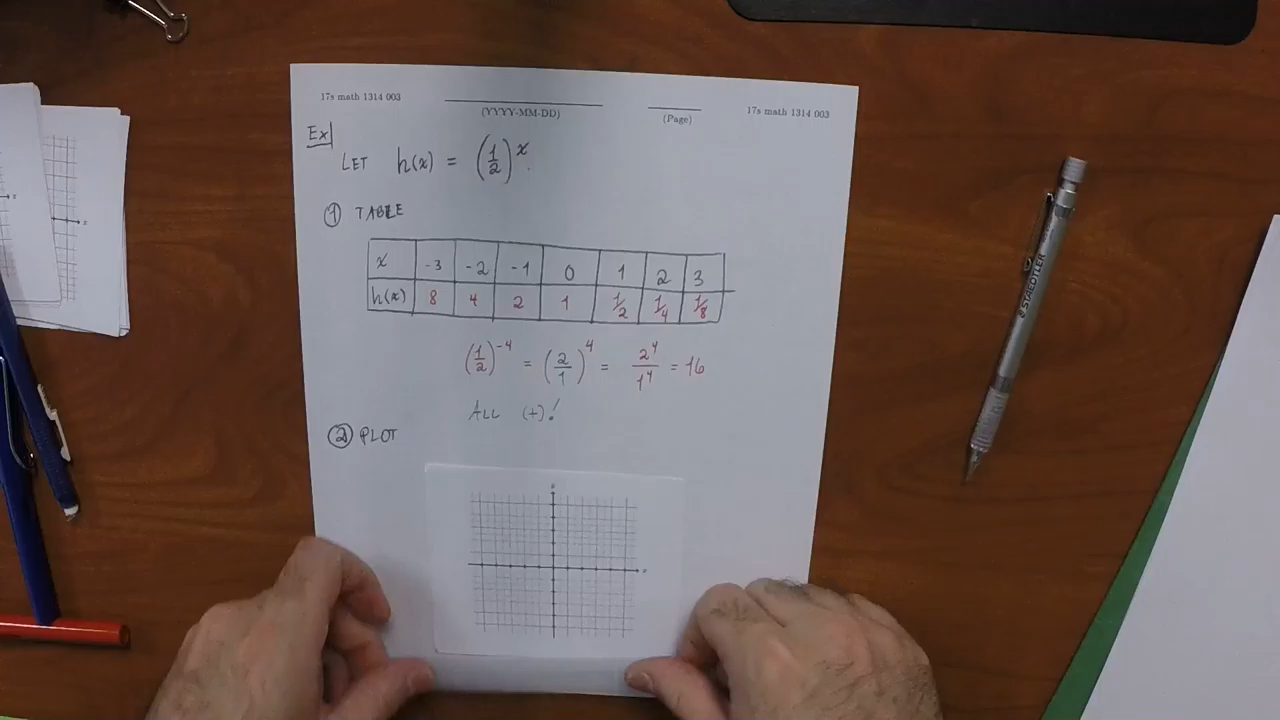 17s math 1314 003 (YYYY-MM-DD) (Page) 17s math 1314 003
Ex
LET h(x) = (1/2)^x.
① TABLE
x -3 -2 -1 0 1 2 3
h(x) 8 4 2 1 1/2 1/4 1/8
(1/2)^-4 = (2/1)^4 = 2^4/1^4 = 16
ALL (+)!
② PLOT
STAEDTLER